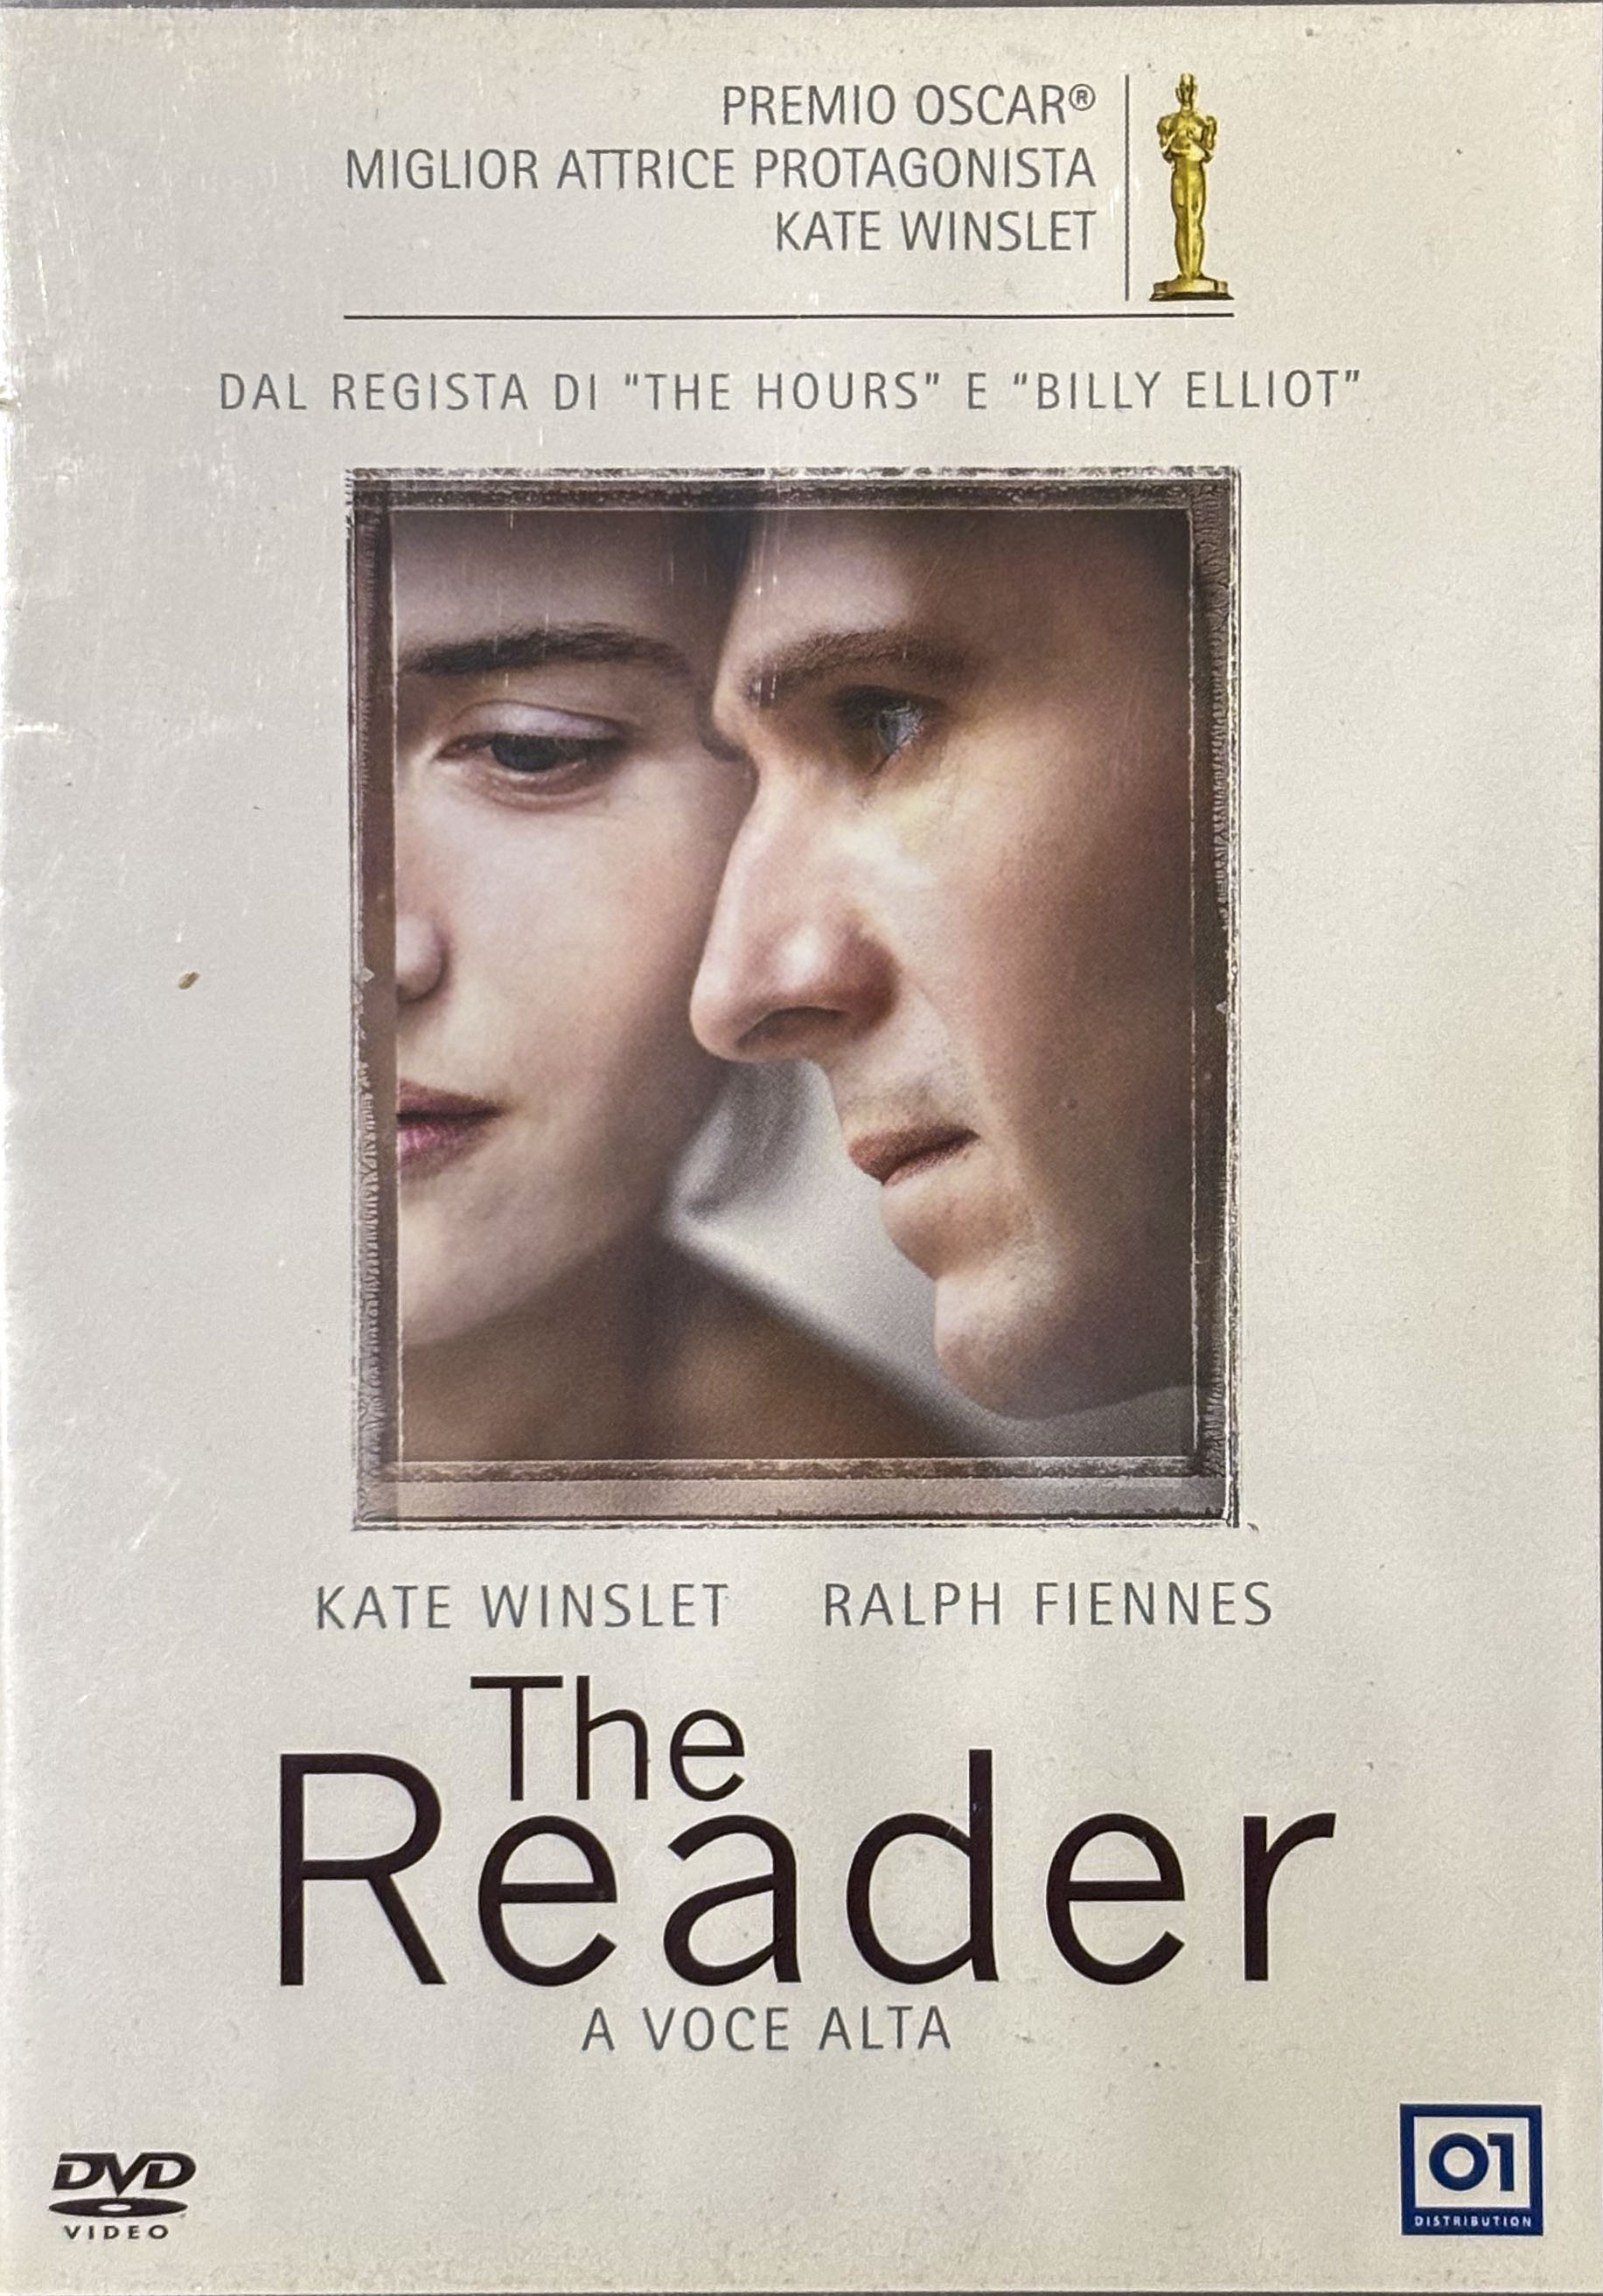 PREMIO OSCAR®
MIGLIOR ATTRICE PROTAGONISTA
KATE WINSLET
DAL REGISTA DI "THE HOURS" E "BILLY ELLIOT"
KATE WINSLET RALPH FIENNES
The
Reader
A VOCE ALTA
DVD
VIDEO
01
DISTRIBUTION